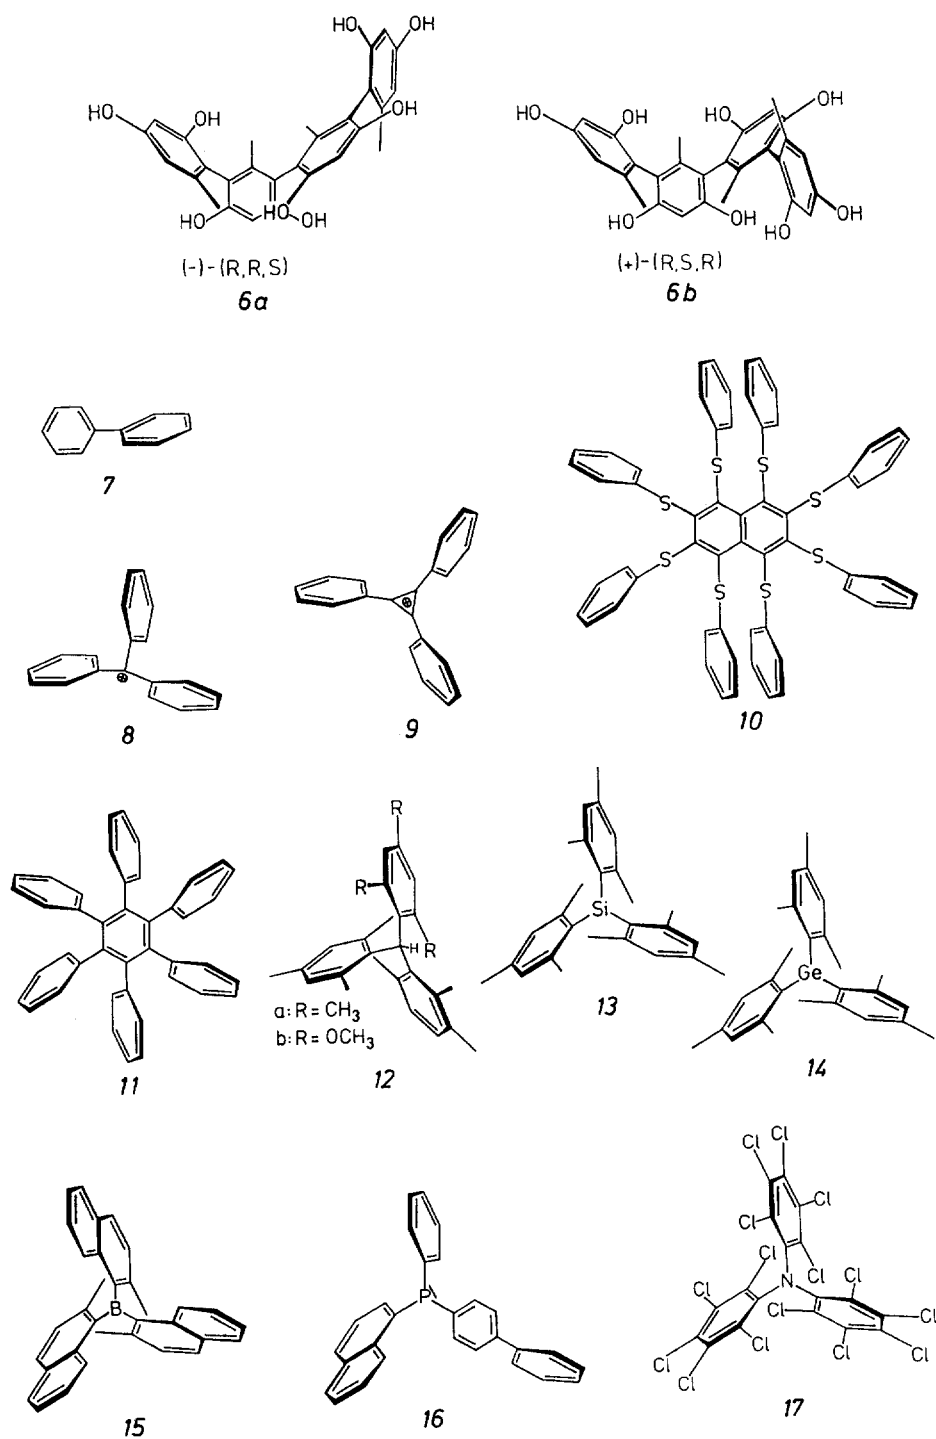 HO OH
HO OH
OH
HO HO OH
(-)-(R,R,S)
6a
HO HO HO OH
HO OH HO OH
(+)-(R,S,R)
6b
7
8
9
S S S S S S S S
10
11
R
R H R
a: R = CH3
b: R = OCH3
12
Si
13
Ge
14
B
15
P
16
Cl Cl
Cl Cl
Cl Cl Cl
Cl N Cl
Cl Cl Cl
Cl Cl Cl
Cl
17